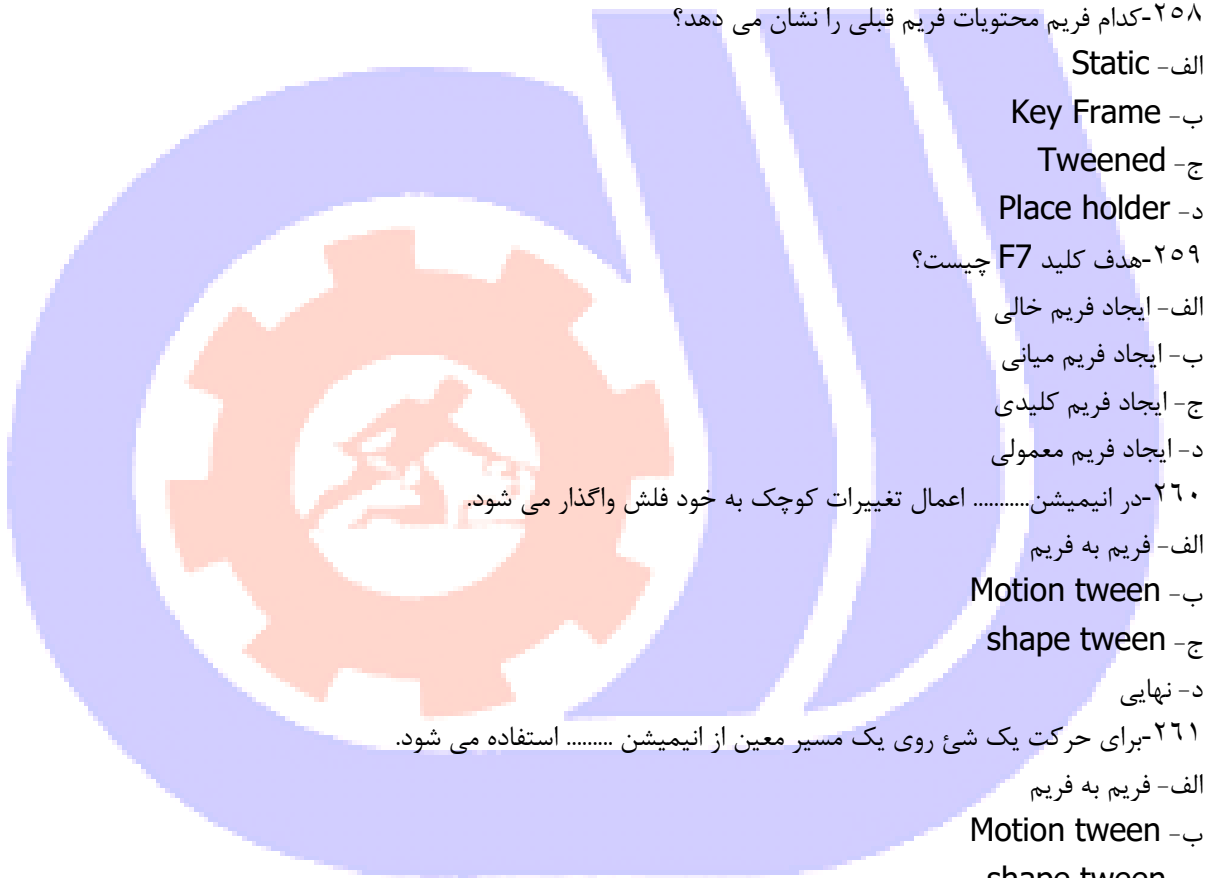 ۲۵۸-کدام فریم محتویات فریم قبلی را نشان می دهد؟
الف- Static
ب- Key Frame
ج- Tweened
د- Place holder
۲۵۹-هدف کلید F7 چیست؟
الف- ایجاد فریم خالی
ب- ایجاد فریم میانی
ج- ایجاد فریم کلیدی
د- ایجاد فریم معمولی
۲۶۰-در انیمیشن........... اعمال تغییرات کوچک به خود فلش واگذار می شود.
الف- فریم به فریم
ب- Motion tween
ج- shape tween
د- نهایی
۲۶۱-برای حرکت یک شئ روی یک مسیر معین از انیمیشن ......... استفاده می شود.
الف- فریم به فریم
ب- Motion tween
shape tween